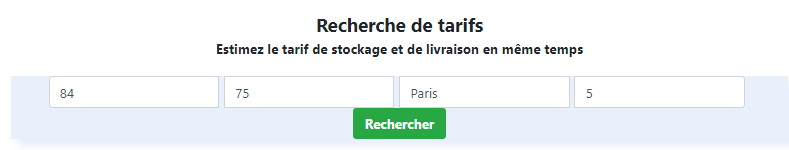 Recherche de tarifs
Estimez le tarif de stockage et de livraison en même temps
84 75 Paris 5
Rechercher